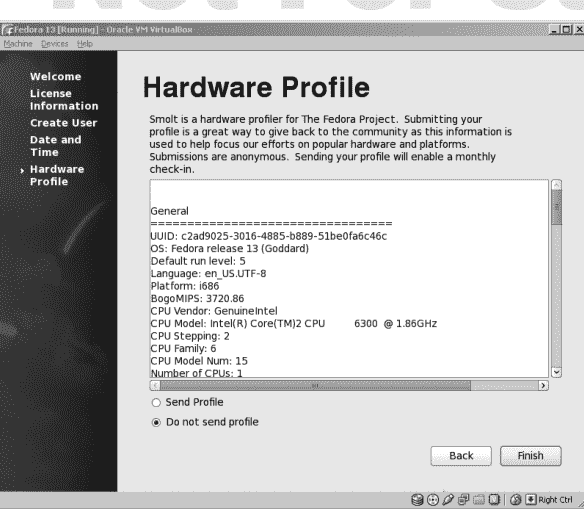 Fedora 13 [Running] - Oracle VM VirtualBox
Machine Devices Help
Welcome
License
Information
Create User
Date and
Time
Hardware
Profile
Hardware Profile
Smolt is a hardware profiler for The Fedora Project. Submitting your
profile is a great way to give back to the community as this information is
used to help focus our efforts on popular hardware and platforms.
Submissions are anonymous. Sending your profile will enable a monthly
check-in.
General
=================================
UUID: c2ad9025-3016-4885-b889-51be0fa6c46c
OS: Fedora release 13 (Goddard)
Default run level: 5
Language: en_US.UTF-8
Platform: i686
BogoMIPS: 3720.86
CPU Vendor: GenuineIntel
CPU Model: Intel(R) Core(TM)2 CPU 6300 @ 1.86GHz
CPU Stepping: 2
CPU Family: 6
CPU Model Num: 15
Number of CPUs: 1
Send Profile
Do not send profile
Back
Finish
Right Ctrl